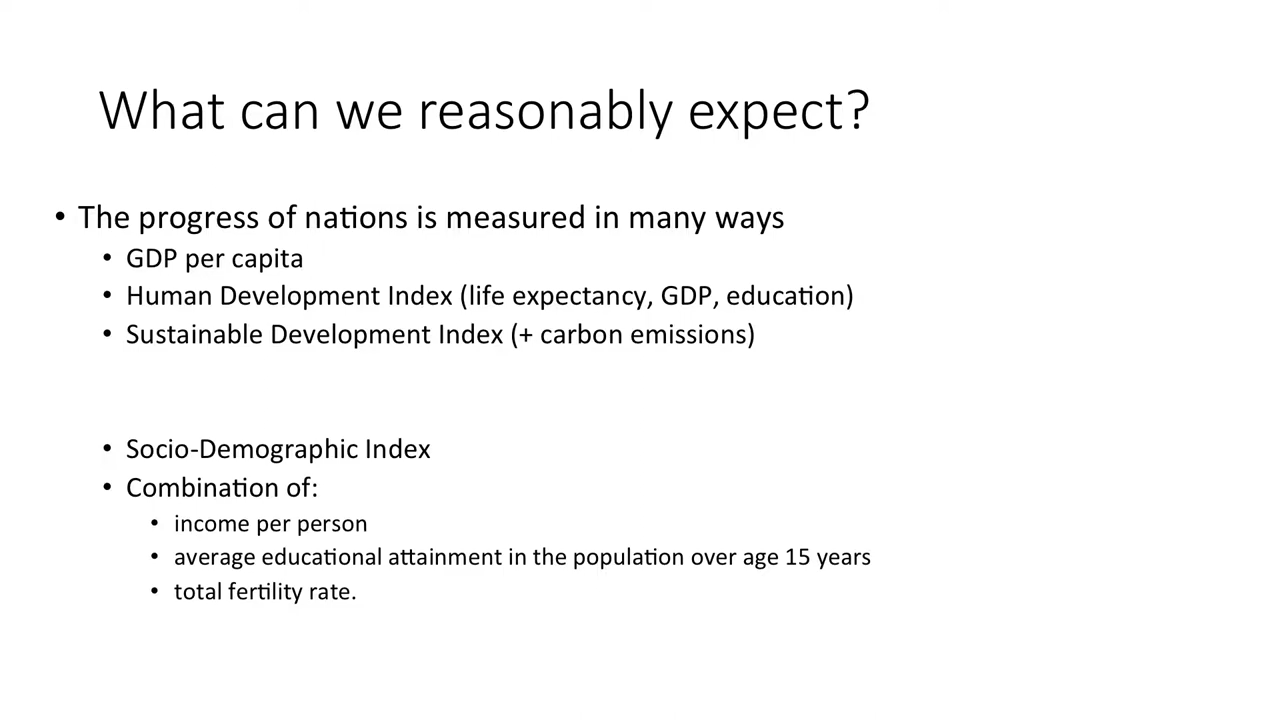 What can we reasonably expect?
• The progress of nations is measured in many ways
• GDP per capita
• Human Development Index (life expectancy, GDP, education)
• Sustainable Development Index (+ carbon emissions)
• Socio-Demographic Index
• Combination of:
• income per person
• average educational attainment in the population over age 15 years
• total fertility rate.